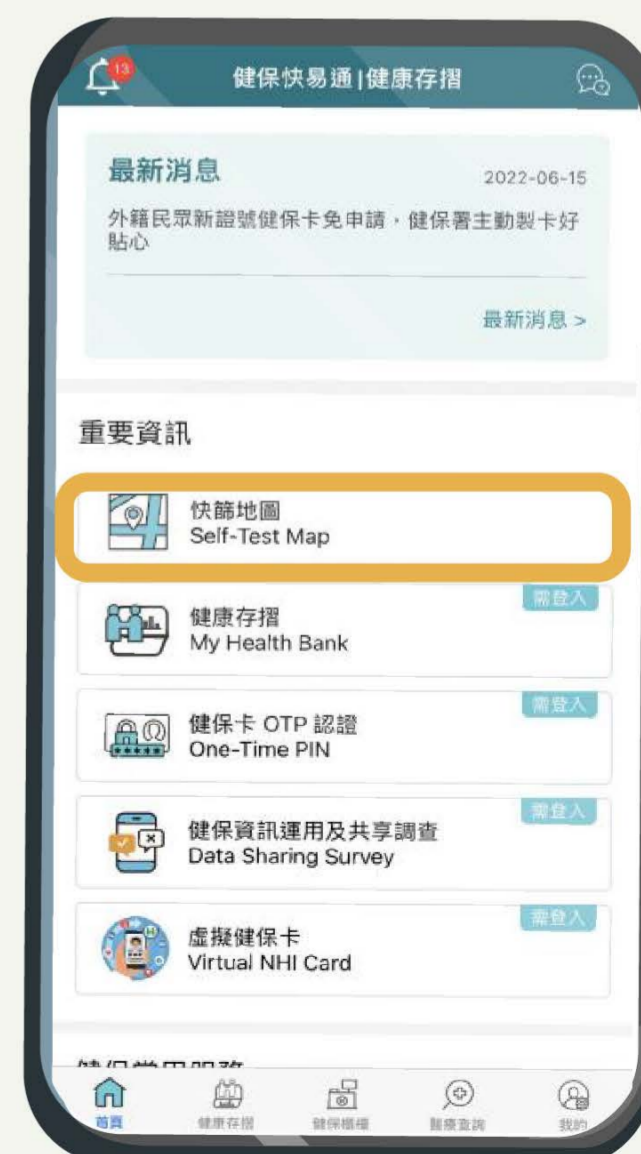 13
健保快易通|健康存摺
最新消息
2022-06-15
外籍民眾新證號健保卡免申請,健保署主動製卡好
貼心
最新消息 >
重要資訊
快篩地圖
Self-Test Map
需登入
健康存摺
My Health Bank
需登入
健保卡 OTP 認證
One-Time PIN
需登入
健保資訊運用及共享調查
Data Sharing Survey
需登入
虛擬健保卡
Virtual NHI Card
首頁
健康存摺
健保櫃檯
醫療查詢
我的